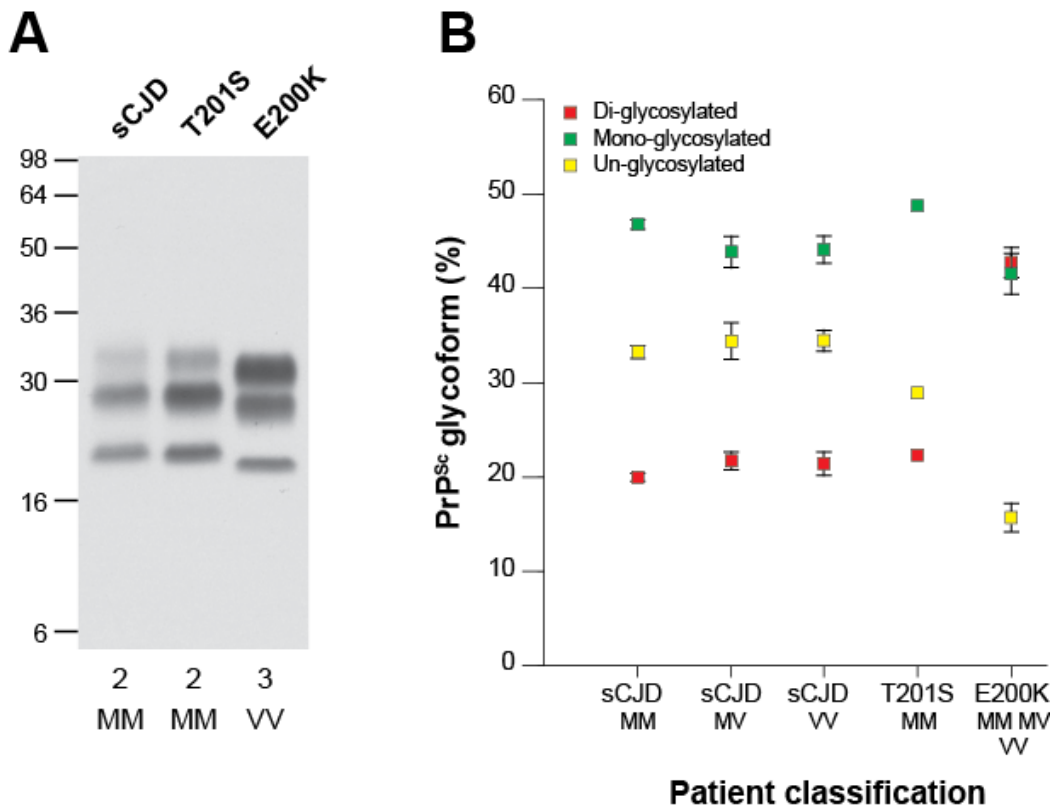 A
sCJD
T201S
E200K
98
64
50
36
30
16
6
2 2 3
MM MM VV
B
60
50
40
30
20
10
0
PrPSc glycoform (%)
Di-glycosylated
Mono-glycosylated
Un-glycosylated
sCJD sCJD sCJD T201S E200K
MM MV VV MM MM MV
VV
Patient classification